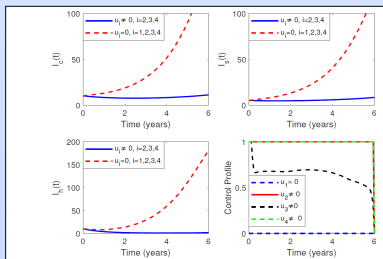 100
50
0
0
2
4
6
I_c(t)
Time (years)
u_i ≠ 0, i=2,3,4
u_i=0, i=1,2,3,4
100
50
0
0
2
4
6
I_s(t)
Time (years)
u_i ≠ 0, i=2,3,4
u_i=0, i=1,2,3,4
200
150
100
50
0
0
2
4
6
I_h(t)
Time (years)
u_i ≠ 0, i=2,3,4
u_i=0, i=1,2,3,4
1
0.5
0
0
2
4
6
Control Profile
Time (years)
u_1= 0
u_2≠ 0
u_3≠0
u_4≠ 0